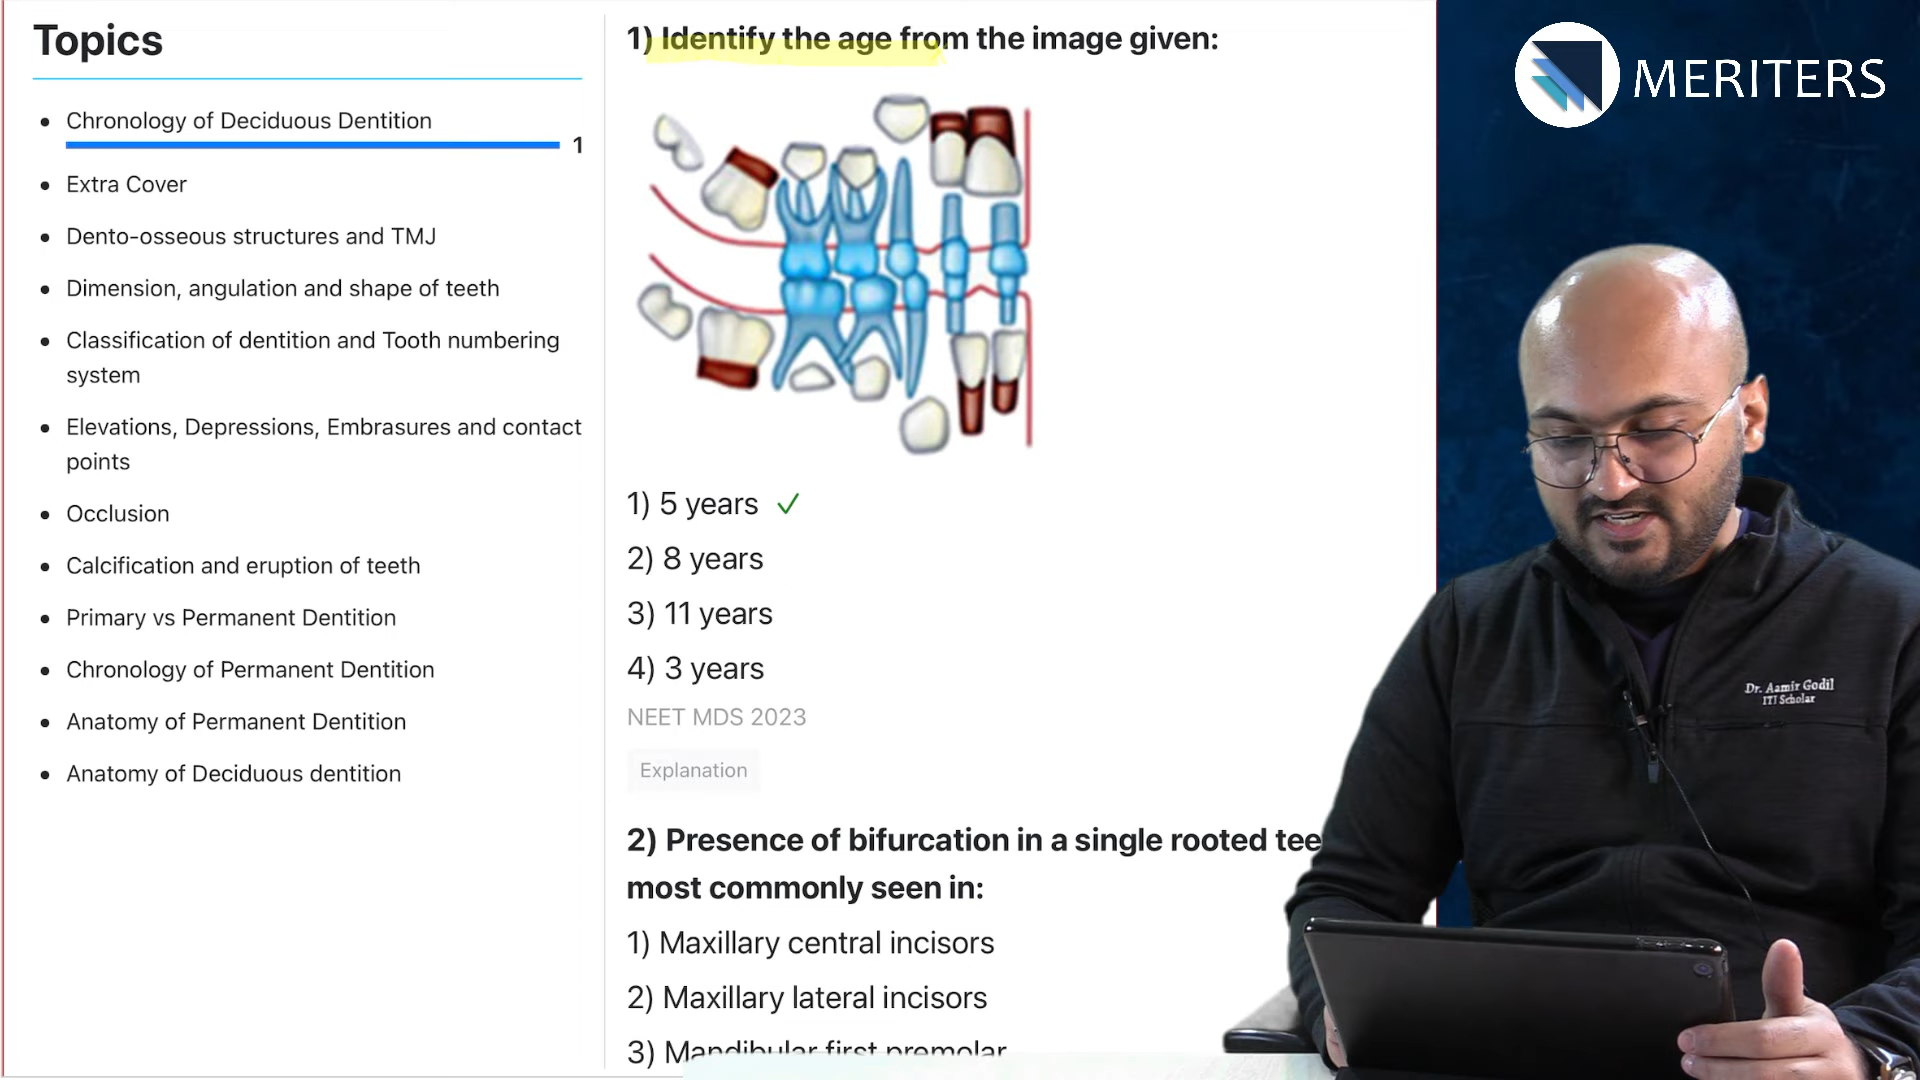 Topics
Chronology of Deciduous Dentition
1
Extra Cover
Dento-osseous structures and TMJ
Dimension, angulation and shape of teeth
Classification of dentition and Tooth numbering
system
Elevations, Depressions, Embrasures and contact
points
Occlusion
Calcification and eruption of teeth
Primary vs Permanent Dentition
Chronology of Permanent Dentition
Anatomy of Permanent Dentition
Anatomy of Deciduous dentition
1) Identify the age from the image given:
1) 5 years ✓
2) 8 years
3) 11 years
4) 3 years
NEET MDS 2023
Explanation
2) Presence of bifurcation in a single rooted tee
most commonly seen in:
1) Maxillary central incisors
2) Maxillary lateral incisors
3) Mandibular first premolar
MERITERS
Dr. Aamir Godil
ITI Scholar